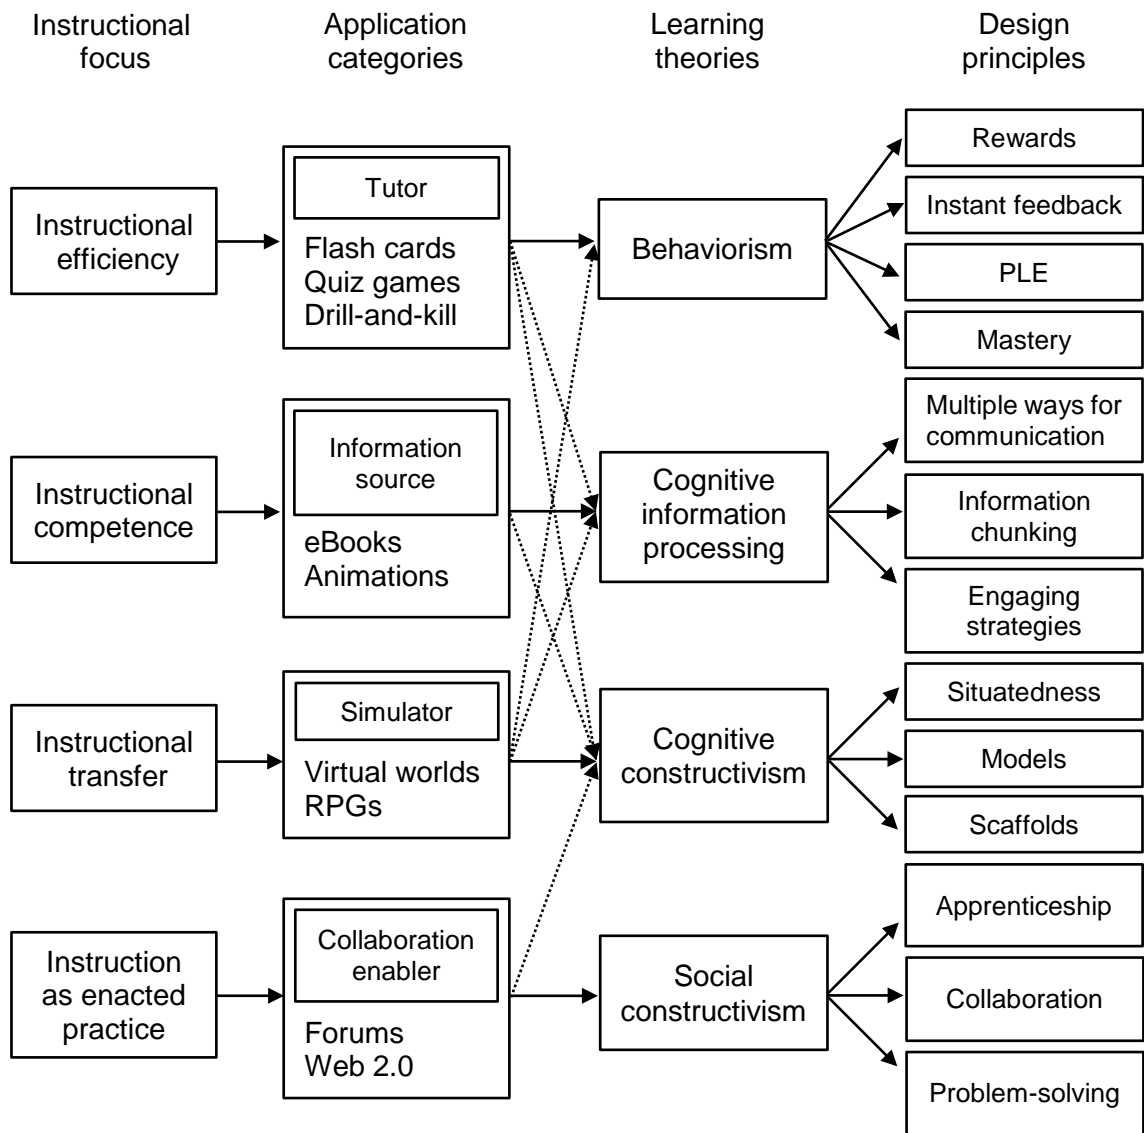 Instructional
focus
Application
categories
Learning
theories
Design
principles
Instructional
efficiency
Tutor
Flash cards
Quiz games
Drill-and-kill
Behaviorism
Rewards
Instant feedback
PLE
Mastery
Instructional
competence
Information
source
eBooks
Animations
Cognitive
information
processing
Multiple ways for
communication
Information
chunking
Engaging
strategies
Instructional
transfer
Simulator
Virtual worlds
RPGs
Cognitive
constructivism
Situatedness
Models
Scaffolds
Instruction
as enacted
practice
Collaboration
enabler
Forums
Web 2.0
Social
constructivism
Apprenticeship
Collaboration
Problem-solving